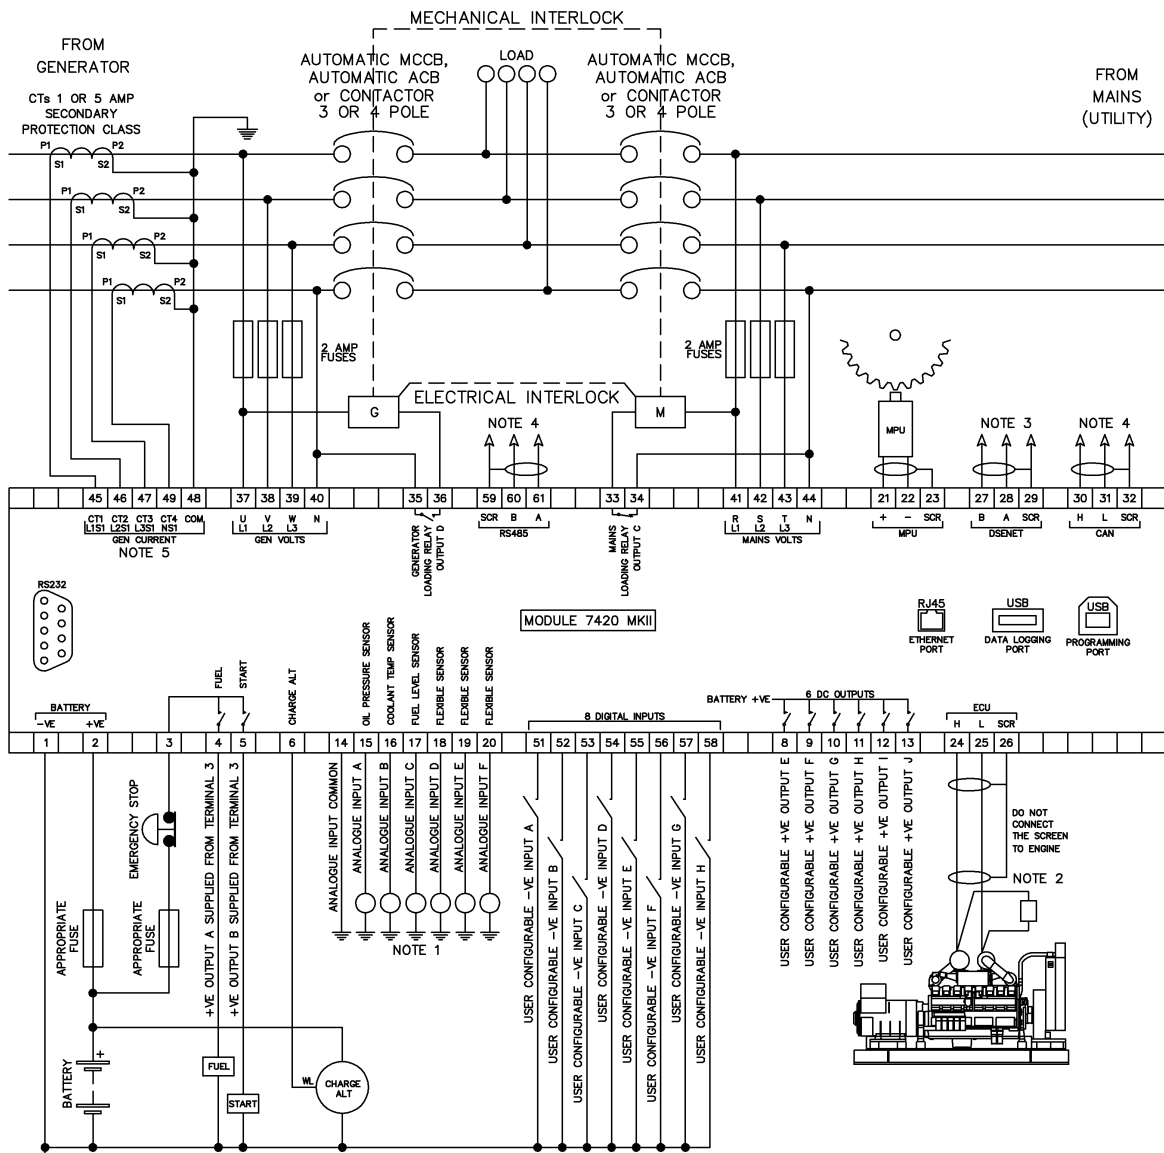 MECHANICAL INTERLOCK
FROM
GENERATOR
CTs 1 OR 5 AMP
SECONDARY
PROTECTION CLASS
AUTOMATIC MCCB,
AUTOMATIC ACB
or CONTACTOR
3 OR 4 POLE
LOAD
AUTOMATIC MCCB,
AUTOMATIC ACB
or CONTACTOR
3 OR 4 POLE
FROM
MAINS
(UTILITY)
P1 P2
S1 S2
P1 P2
S1 S2
P1 P2
S1 S2
P1 P2
S1 S2
2 AMP
FUSES
2 AMP
FUSES
ELECTRICAL INTERLOCK
G
M
MPU
NOTE 4
NOTE 3
NOTE 4
45 46 47 49 48 37 38 39 40 35 36 59 60 61 33 34 41 42 43 44 21 22 23 27 28 29 30 31 32
CT1 CT2 CT3 CT4 COM
L1S1 L2S1 L3S1 NS1
GEN CURRENT
NOTE 5
U V W N
L1 L2 L3
GEN VOLTS
GENERATOR
LOADING RELAY
OUTPUT D
SCR B A
RS485
MAINS
LOADING RELAY
OUTPUT C
R S T N
L1 L2 L3
MAINS VOLTS
+ − SCR
MPU
B A SCR
DSENET
H L SCR
CAN
RS232
MODULE 7420 MKII
RJ45
ETHERNET
PORT
USB
DATA LOGGING
PORT
USB
PROGRAMMING
PORT
BATTERY
−VE +VE
FUEL
START
CHARGE ALT
OIL PRESSURE SENSOR
COOLANT TEMP SENSOR
FUEL LEVEL SENSOR
FLEXIBLE SENSOR
FLEXIBLE SENSOR
FLEXIBLE SENSOR
8 DIGITAL INPUTS
BATTERY +VE
6 DC OUTPUTS
ECU
H L SCR
1 2 3 4 5 6 14 15 16 17 18 19 20 51 52 53 54 55 56 57 58 8 9 10 11 12 13 24 25 26
EMERGENCY STOP
APPROPRIATE
FUSE
APPROPRIATE
FUSE
+VE OUTPUT A SUPPLIED FROM TERMINAL 3
+VE OUTPUT B SUPPLIED FROM TERMINAL 3
ANALOGUE INPUT COMMON
ANALOGUE INPUT A
ANALOGUE INPUT B
ANALOGUE INPUT C
ANALOGUE INPUT D
ANALOGUE INPUT E
ANALOGUE INPUT F
NOTE 1
USER CONFIGURABLE −VE INPUT A
USER CONFIGURABLE −VE INPUT B
USER CONFIGURABLE −VE INPUT C
USER CONFIGURABLE −VE INPUT D
USER CONFIGURABLE −VE INPUT E
USER CONFIGURABLE −VE INPUT F
USER CONFIGURABLE −VE INPUT G
USER CONFIGURABLE −VE INPUT H
USER CONFIGURABLE +VE OUTPUT E
USER CONFIGURABLE +VE OUTPUT F
USER CONFIGURABLE +VE OUTPUT G
USER CONFIGURABLE +VE OUTPUT H
USER CONFIGURABLE +VE OUTPUT I
USER CONFIGURABLE +VE OUTPUT J
DO NOT
CONNECT
THE SCREEN
TO ENGINE
NOTE 2
BATTERY
+
FUEL
START
WL
CHARGE
ALT